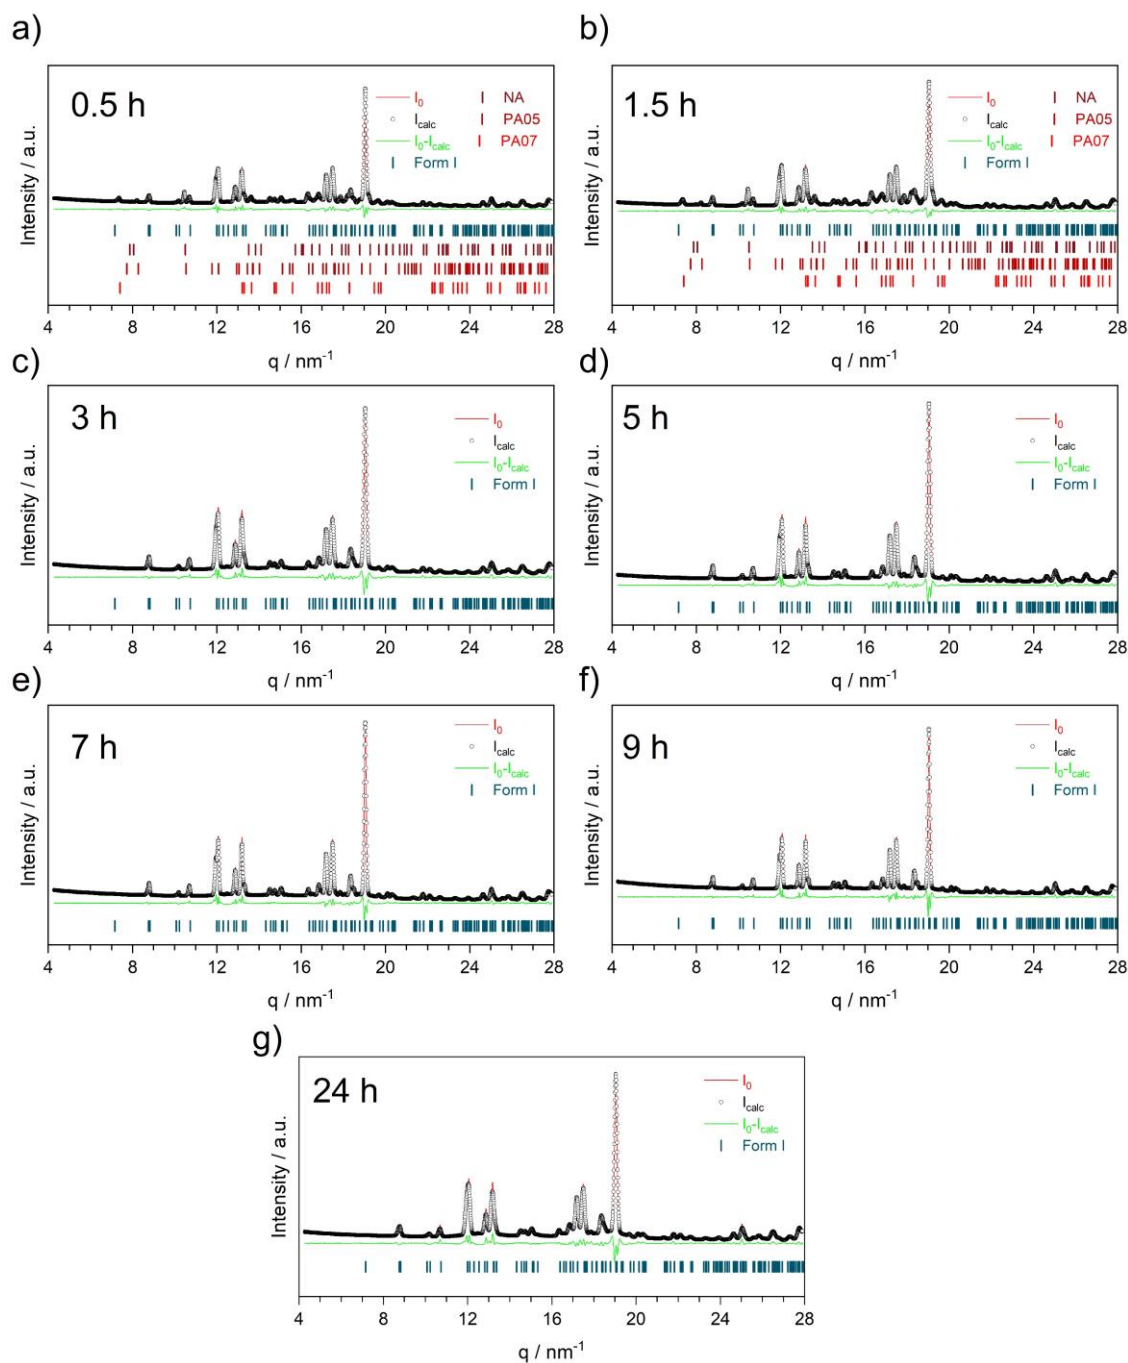 a)
0.5 h
I0
Icalc
I0-Icalc
Form I
NA
PA05
PA07
Intensity / a.u.
4 8 12 16 20 24 28
q / nm-1
b)
1.5 h
I0
Icalc
I0-Icalc
Form I
NA
PA05
PA07
Intensity / a.u.
4 8 12 16 20 24 28
q / nm-1
c)
3 h
I0
Icalc
I0-Icalc
Form I
Intensity / a.u.
4 8 12 16 20 24 28
q / nm-1
d)
5 h
I0
Icalc
I0-Icalc
Form I
Intensity / a.u.
4 8 12 16 20 24 28
q / nm-1
e)
7 h
I0
Icalc
I0-Icalc
Form I
Intensity / a.u.
4 8 12 16 20 24 28
q / nm-1
f)
9 h
I0
Icalc
I0-Icalc
Form I
Intensity / a.u.
4 8 12 16 20 24 28
q / nm-1
g)
24 h
I0
Icalc
I0-Icalc
Form I
Intensity / a.u.
4 8 12 16 20 24 28
q / nm-1